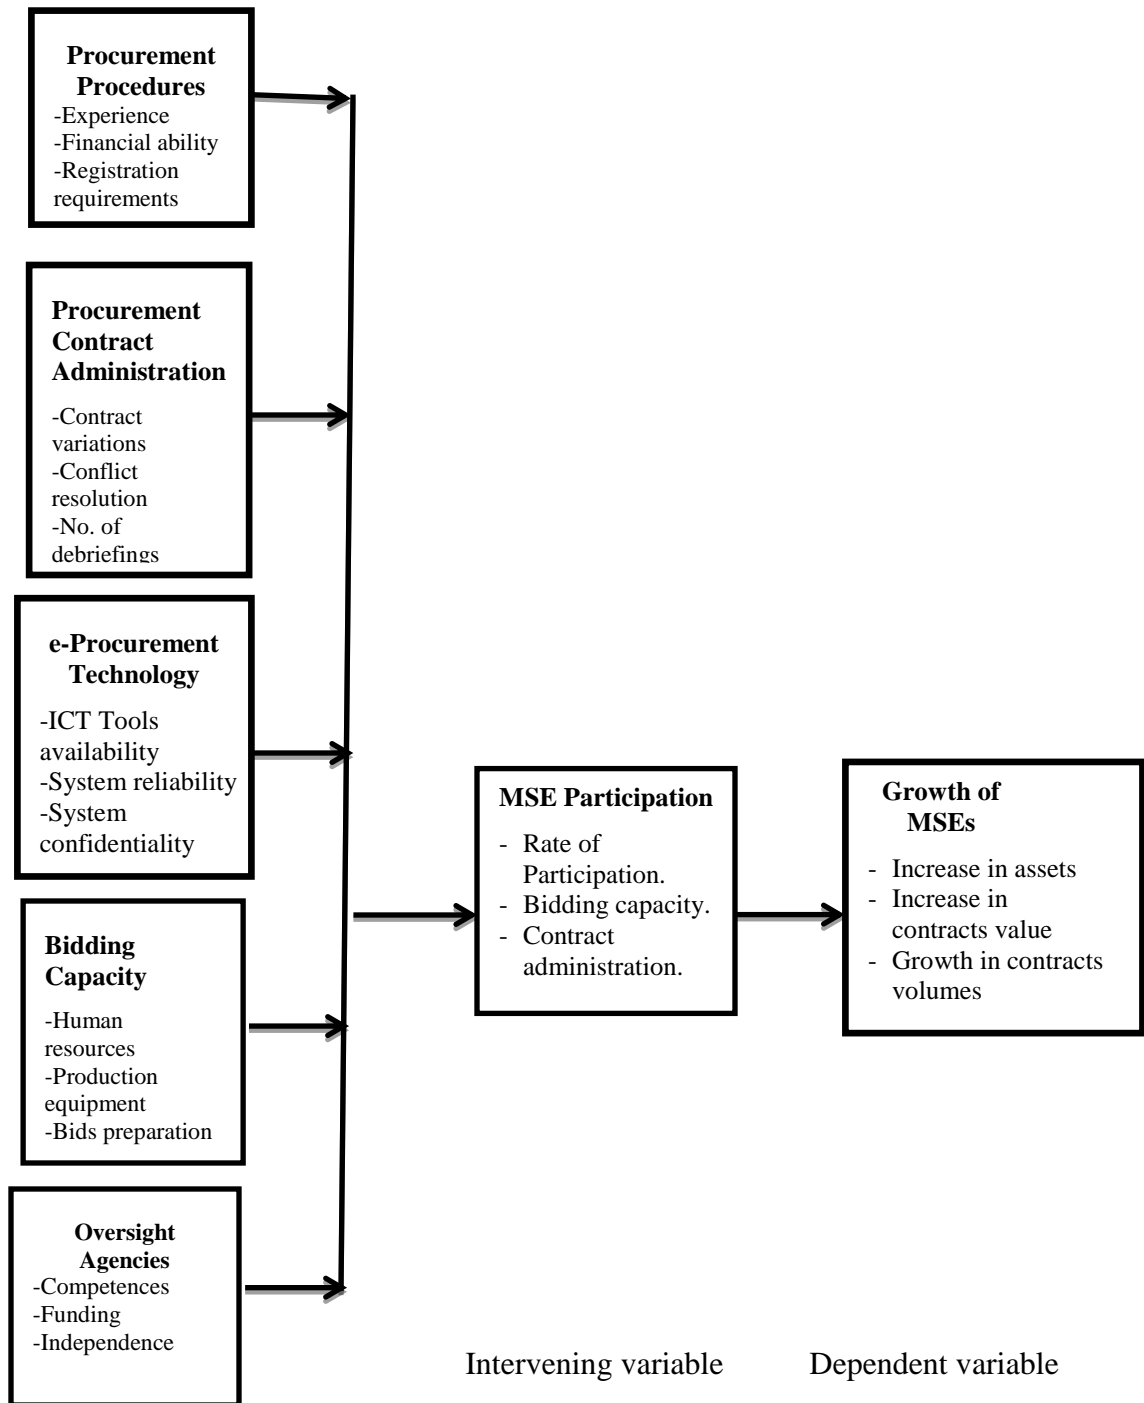 Procurement
Procedures
-Experience
-Financial ability
-Registration
requirements
Procurement
Contract
Administration
-Contract
variations
-Conflict
resolution
-No. of
debriefings
e-Procurement
Technology
-ICT Tools
availability
-System reliability
-System
confidentiality
Bidding
Capacity
-Human
resources
-Production
equipment
-Bids preparation
Oversight
Agencies
-Competences
-Funding
-Independence
MSE Participation
- Rate of
Participation.
- Bidding capacity.
- Contract
administration.
Growth of
MSEs
- Increase in assets
- Increase in
contracts value
- Growth in contracts
volumes
Intervening variable
Dependent variable